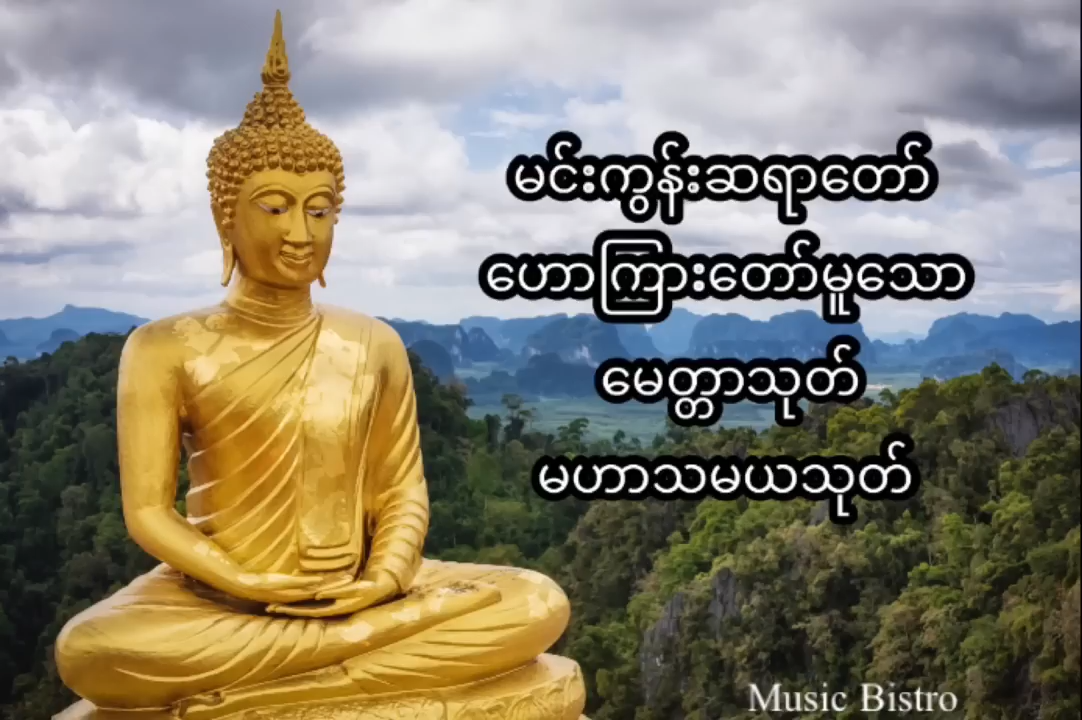 မင်းကွန်းဆရာတော်
ဟောကြားတော်မူသော
မေတ္တာသုတ်
မဟာသမယသုတ်
Music Bistro